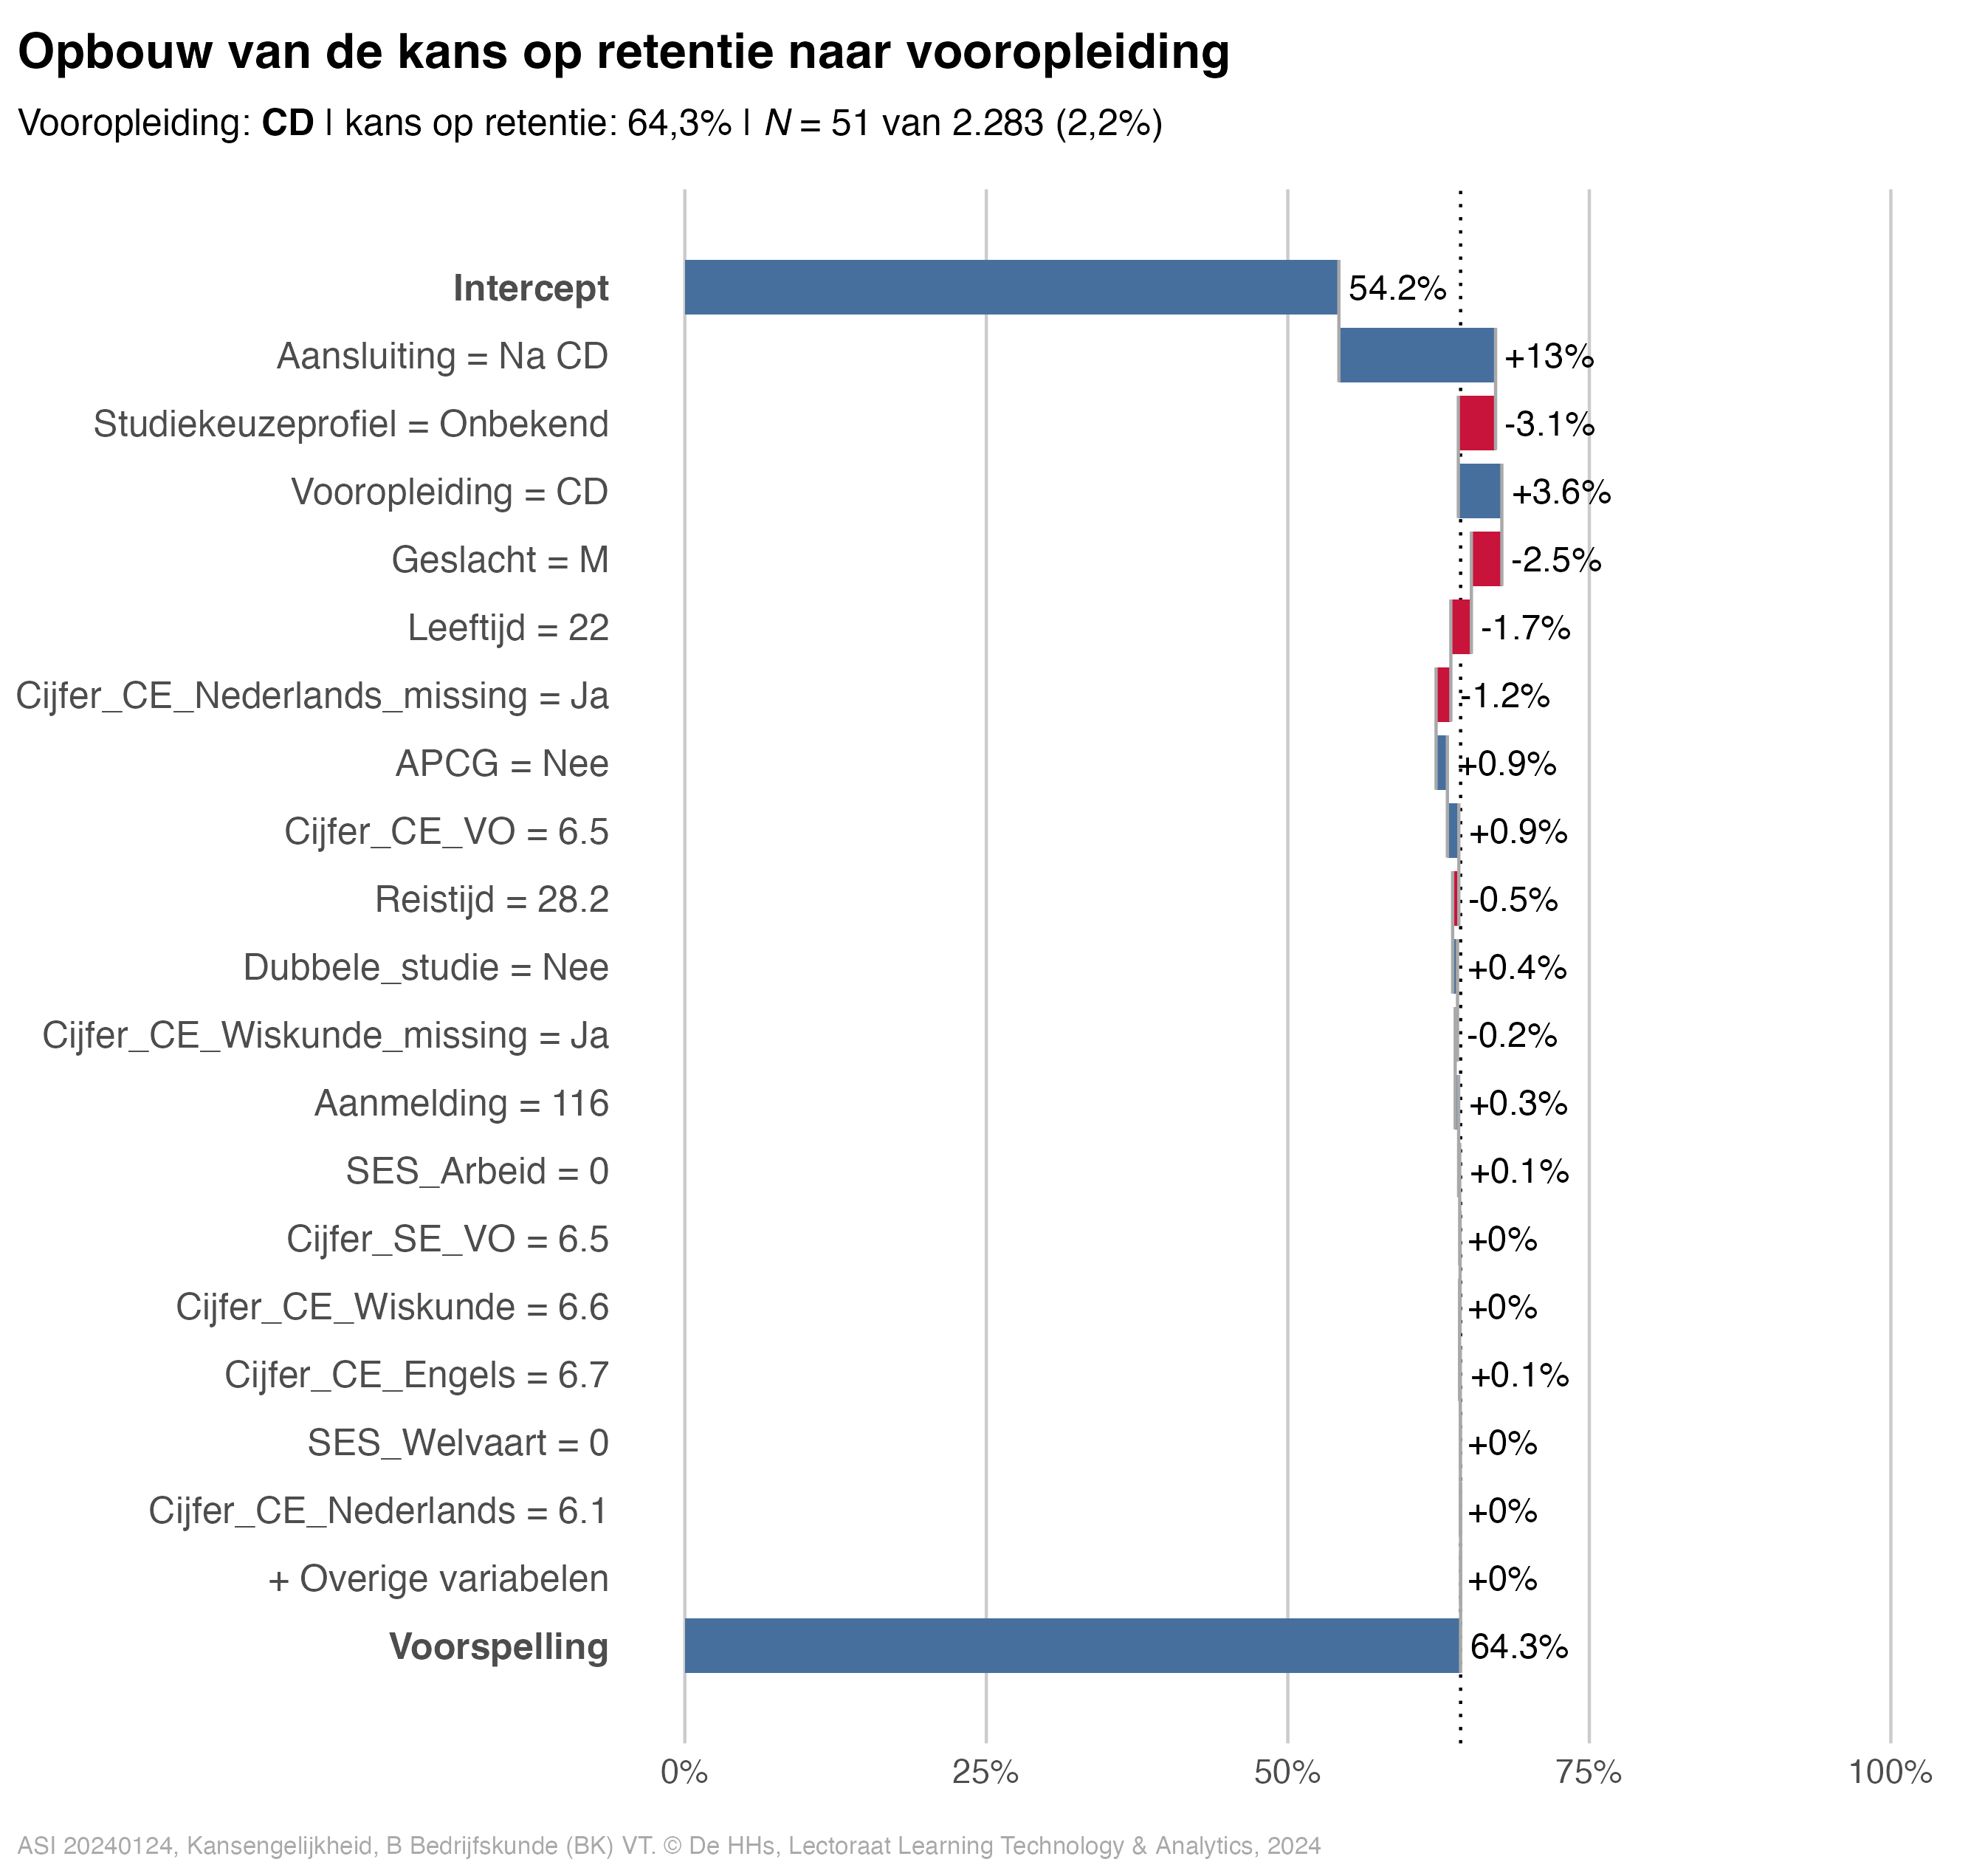 Opbouw van de kans op retentie naar vooropleiding
Vooropleiding: CD | kans op retentie: 64,3% | N = 51 van 2.283 (2,2%)
Intercept 54.2%
Aansluiting = Na CD +13%
Studiekeuzeprofiel = Onbekend -3.1%
Vooropleiding = CD +3.6%
Geslacht = M -2.5%
Leeftijd = 22 -1.7%
Cijfer_CE_Nederlands_missing = Ja -1.2%
APCG = Nee +0.9%
Cijfer_CE_VO = 6.5 +0.9%
Reistijd = 28.2 -0.5%
Dubbele_studie = Nee +0.4%
Cijfer_CE_Wiskunde_missing = Ja -0.2%
Aanmelding = 116 +0.3%
SES_Arbeid = 0 +0.1%
Cijfer_SE_VO = 6.5 +0%
Cijfer_CE_Wiskunde = 6.6 +0%
Cijfer_CE_Engels = 6.7 +0.1%
SES_Welvaart = 0 +0%
Cijfer_CE_Nederlands = 6.1 +0%
+ Overige variabelen +0%
Voorspelling 64.3%
0% 25% 50% 75% 100%
ASI 20240124, Kansengelijkheid, B Bedrijfskunde (BK) VT. © De HHs, Lectoraat Learning Technology & Analytics, 2024